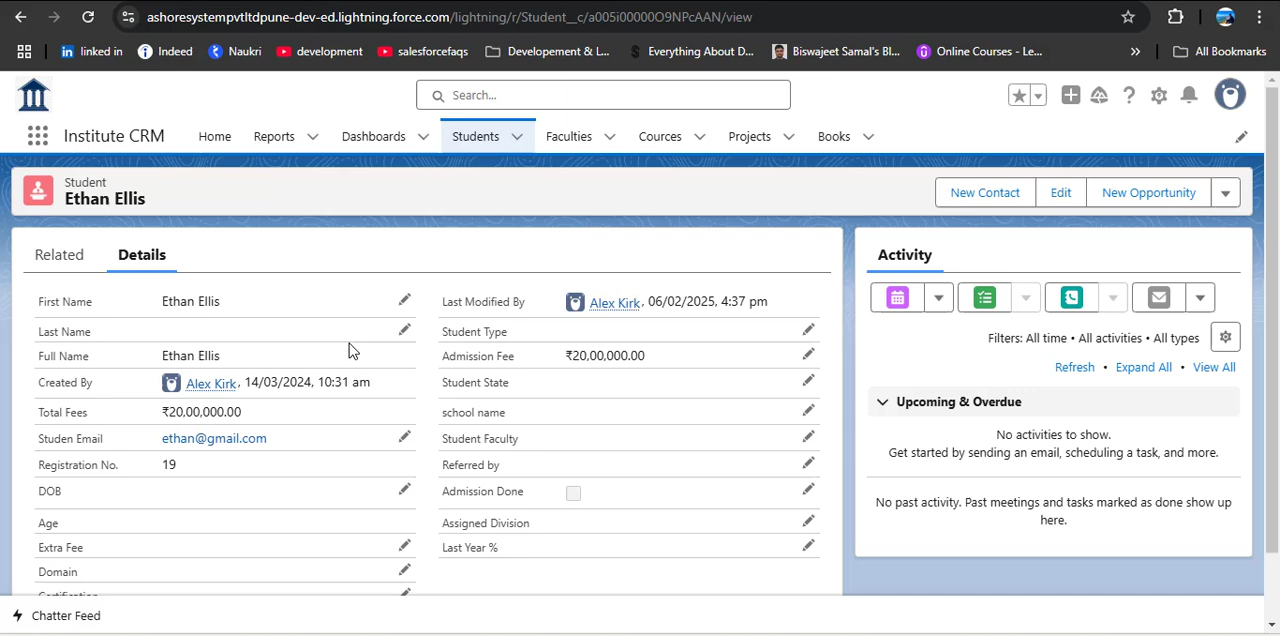 ashoresystempvtltdpune-dev-ed.lightning.force.com/lightning/r/Student__c/a005i00000O9NPcAAN/view
linked in Indeed Naukri development salesforcefaqs Developement & L... Everything About D... Biswajeet Samal's Bl... Online Courses - Le... » All Bookmarks
Search...
Institute CRM Home Reports Dashboards Students Faculties Cources Projects Books
Student
Ethan Ellis
New Contact Edit New Opportunity
Related Details
First Name Ethan Ellis
Last Name
Full Name Ethan Ellis
Created By Alex Kirk, 14/03/2024, 10:31 am
Total Fees ₹20,00,000.00
Studen Email ethan@gmail.com
Registration No. 19
DOB
Age
Extra Fee
Domain
Certification
Last Modified By Alex Kirk, 06/02/2025, 4:37 pm
Student Type
Admission Fee ₹20,00,000.00
Student State
school name
Student Faculty
Referred by
Admission Done
Assigned Division
Last Year %
Activity
Filters: All time • All activities • All types
Refresh • Expand All • View All
Upcoming & Overdue
No activities to show.
Get started by sending an email, scheduling a task, and more.
No past activity. Past meetings and tasks marked as done show up
here.
Chatter Feed